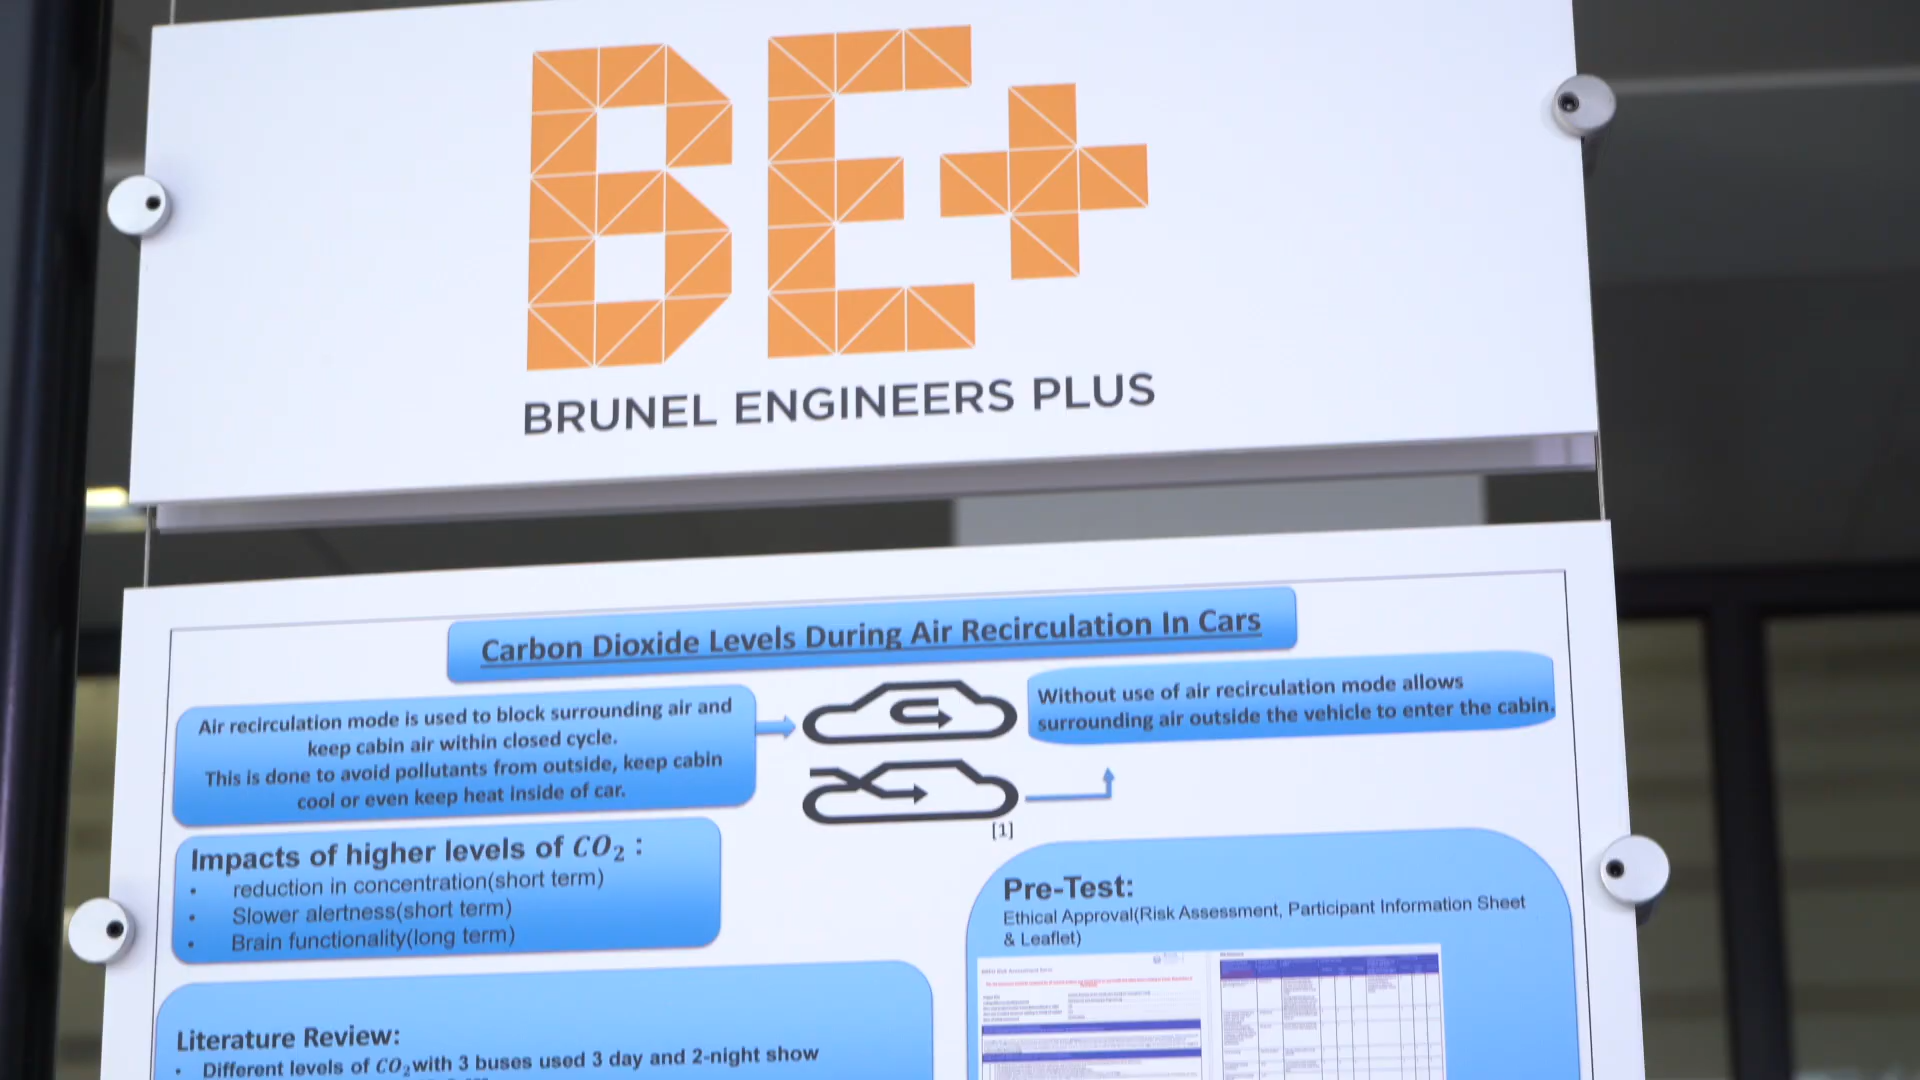 BE+
BRUNEL ENGINEERS PLUS
Carbon Dioxide Levels During Air Recirculation In Cars
Air recirculation mode is used to block surrounding air and
keep cabin air within closed cycle.
This is done to avoid pollutants from outside, keep cabin
cool or even keep heat inside of car.
Without use of air recirculation mode allows
surrounding air outside the vehicle to enter the cabin.
[1]
Impacts of higher levels of CO₂ :
• reduction in concentration(short term)
• Slower alertness(short term)
• Brain functionality(long term)
Pre-Test:
Ethical Approval(Risk Assessment, Participant Information Sheet
& Leaflet)
Literature Review:
• Different levels of CO₂with 3 buses used 3 day and 2-night show